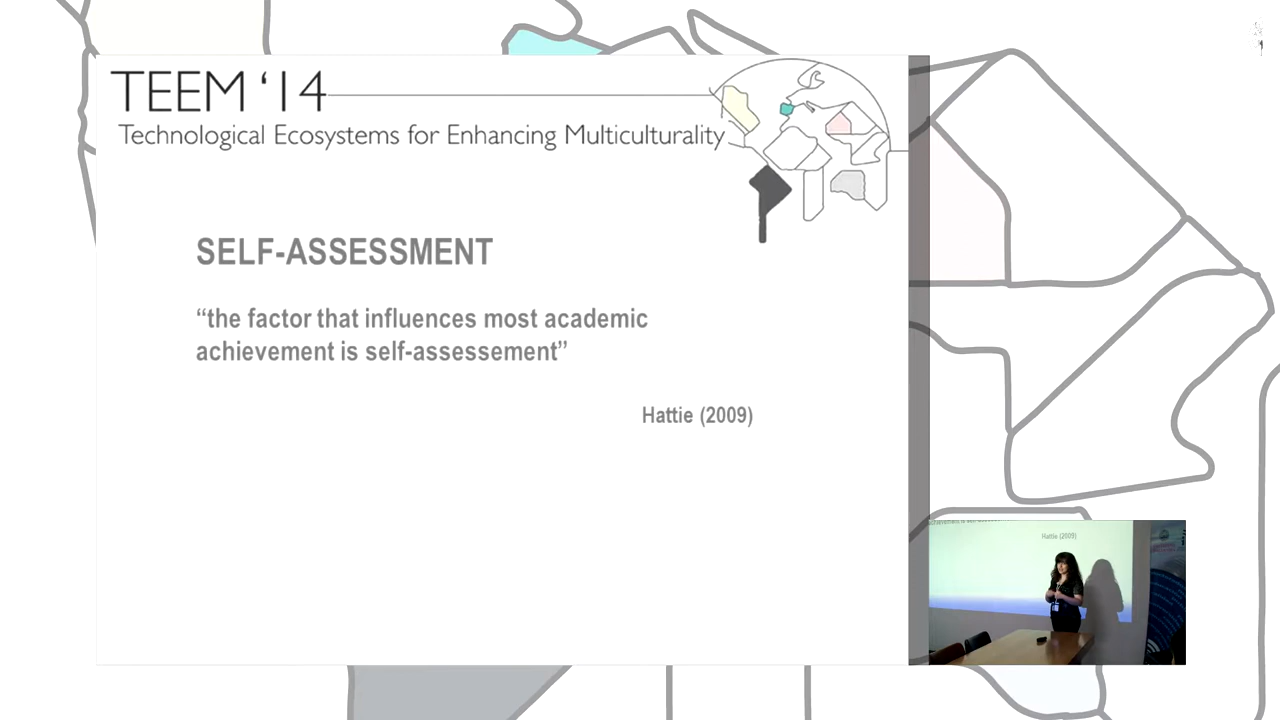 TEEM ‘14
Technological Ecosystems for Enhancing Multiculturality
SELF-ASSESSMENT
“the factor that influences most academic
achievement is self-assessement”
Hattie (2009)
Hattie (2009)